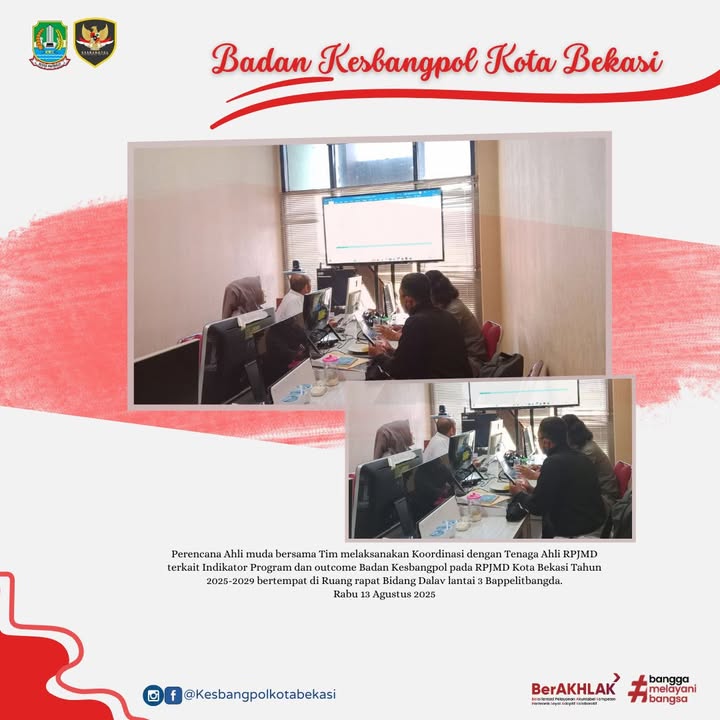 Badan Kesbangpol Kota Bekasi
Perencana Ahli muda bersama Tim melaksanakan Koordinasi dengan Tenaga Ahli RPJMD
terkait Indikator Program dan outcome Badan Kesbangpol pada RPJMD Kota Bekasi Tahun
2025-2029 bertempat di Ruang rapat Bidang Dalav lantai 3 Bappelitbangda.
Rabu 13 Agustus 2025
@Kesbangpolkotabekasi
BerAKHLAK
#bangga
melayani
bangsa